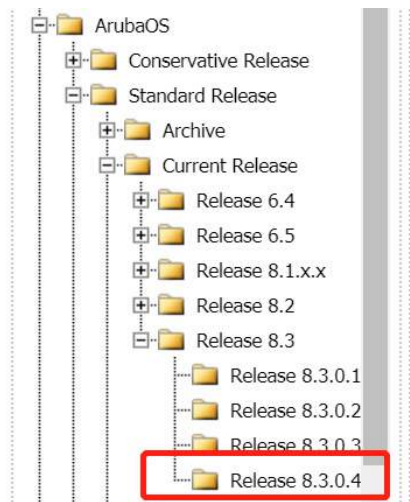 ArubaOS
Conservative Release
Standard Release
Archive
Current Release
Release 6.4
Release 6.5
Release 8.1.x.x
Release 8.2
Release 8.3
Release 8.3.0.1
Release 8.3.0.2
Release 8.3.0.3
Release 8.3.0.4